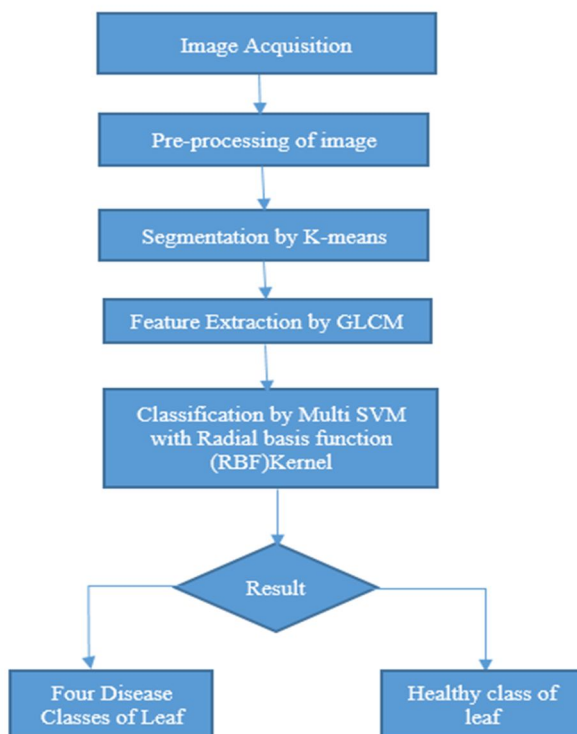 Image Acquisition
Pre-processing of image
Segmentation by K-means
Feature Extraction by GLCM
Classification by Multi SVM
with Radial basis function
(RBF)Kernel
Result
Four Disease
Classes of Leaf
Healthy class of
leaf